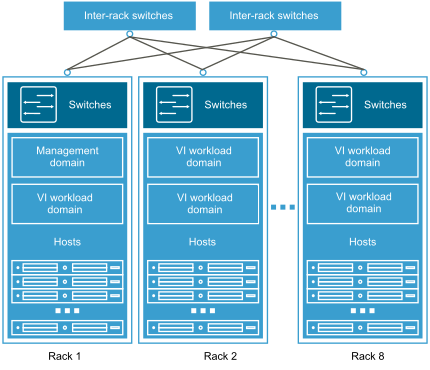 Inter-rack switches
Inter-rack switches
Switches
Switches
Switches
Management
domain
VI workload
domain
VI workload
domain
VI workload
domain
VI workload
domain
VI workload
domain
Hosts
Hosts
Hosts
Rack 1
Rack 2
Rack 8